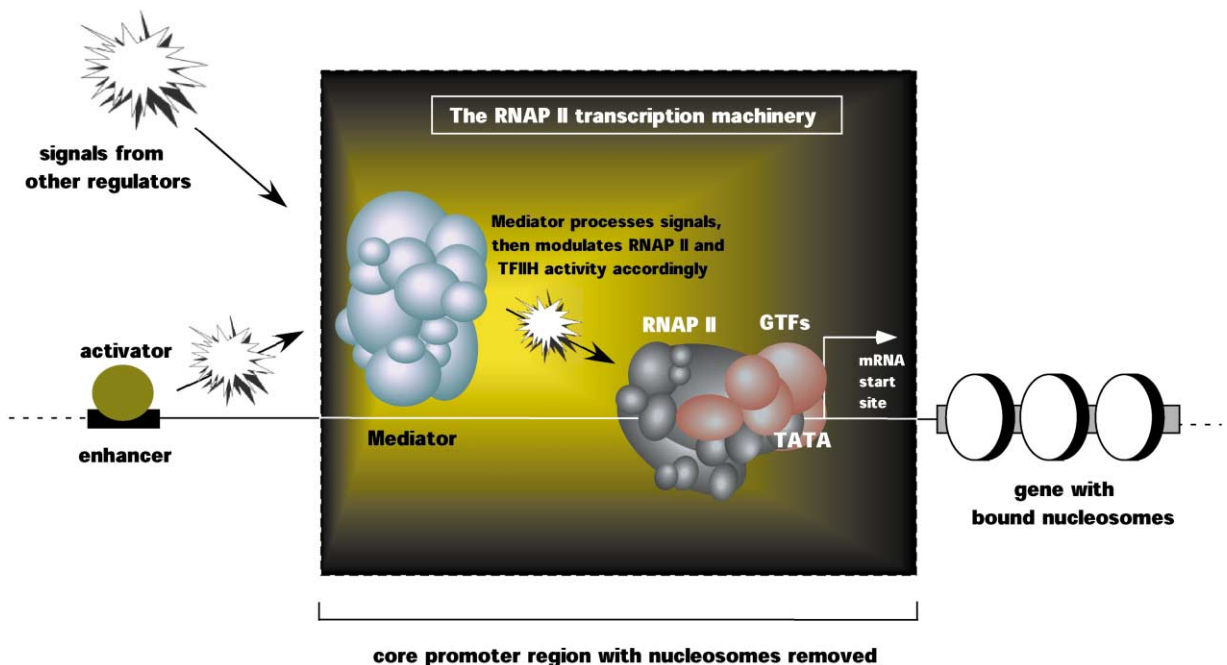 The RNAP II transcription machinery
signals from
other regulators
Mediator processes signals,
then modulates RNAP II and
TFIIH activity accordingly
activator
enhancer
Mediator
RNAP II
GTFs
mRNA
start
site
TATA
gene with
bound nucleosomes
core promoter region with nucleosomes removed